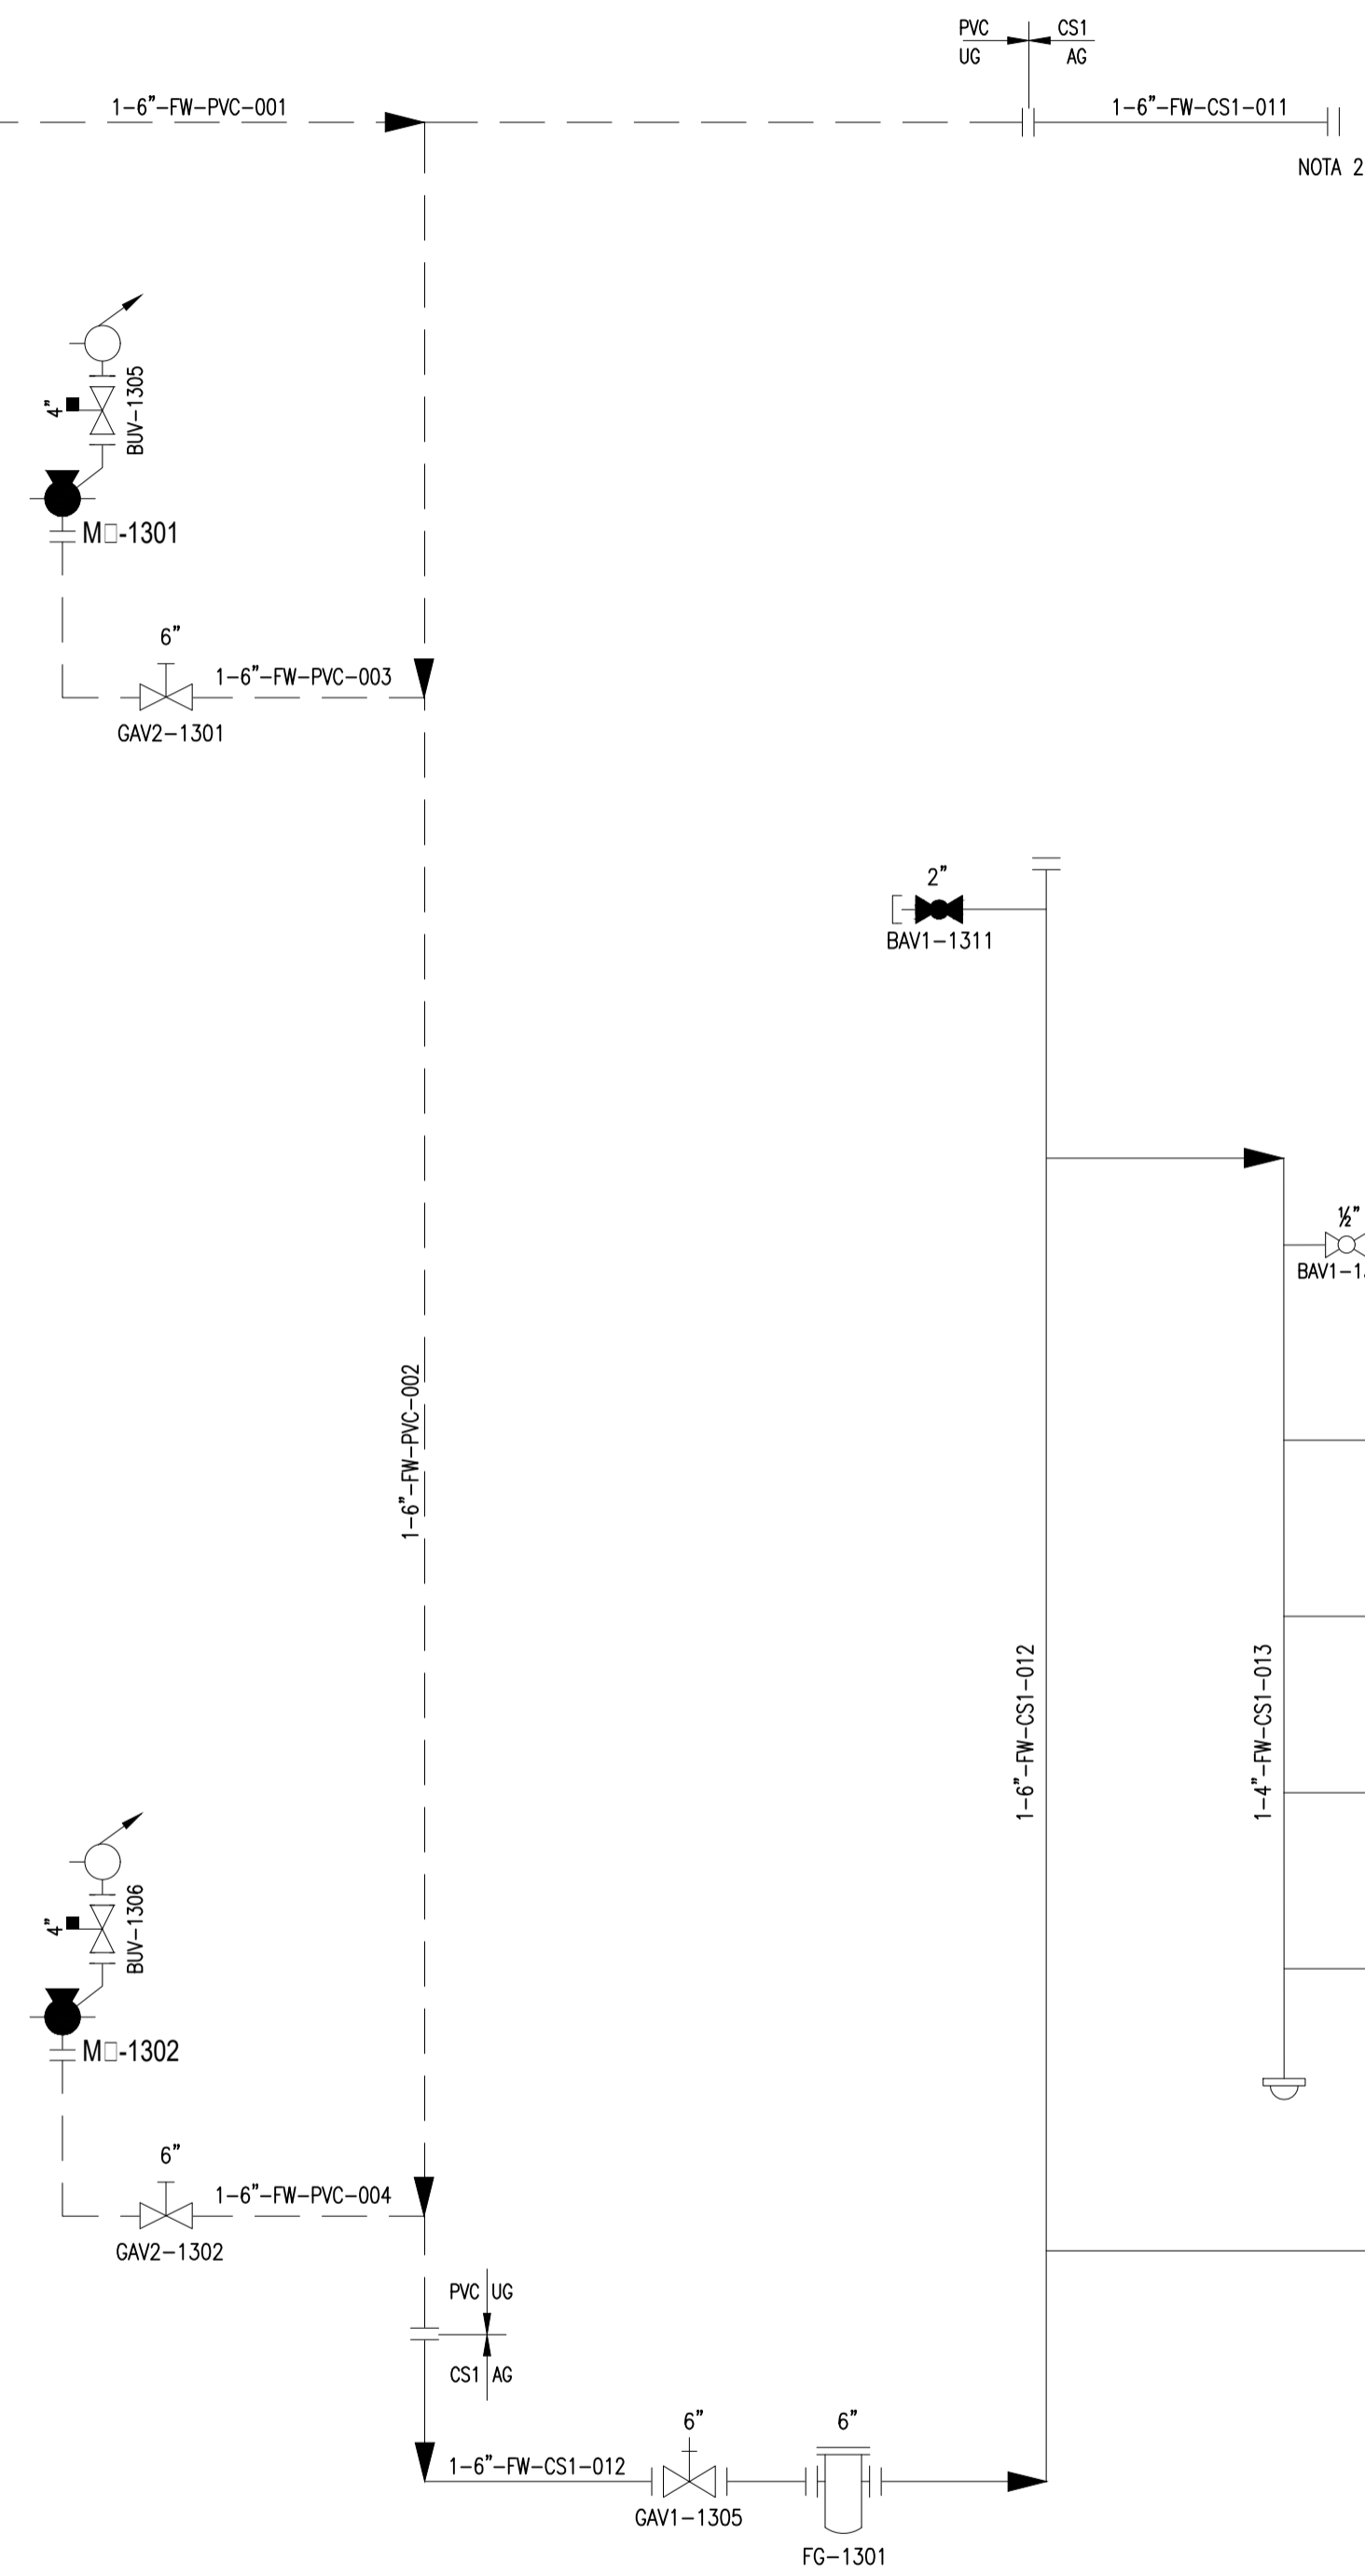 PVC
CS1
UG
AG
1-6"-FW-PVC-001
1-6"-FW-CS1-011
NOTA 2
4"
BUV-1305
M□-1301
6"
1-6"-FW-PVC-003
GAV2-1301
2"
BAV1-1311
½"
BAV1-1
1-6"-FW-PVC-002
1-6"-FW-CS1-012
1-4"-FW-CS1-013
4"
BUV-1306
M□-1302
6"
1-6"-FW-PVC-004
GAV2-1302
PVC
UG
CS1
AG
6"
6"
1-6"-FW-CS1-012
GAV1-1305
FG-1301